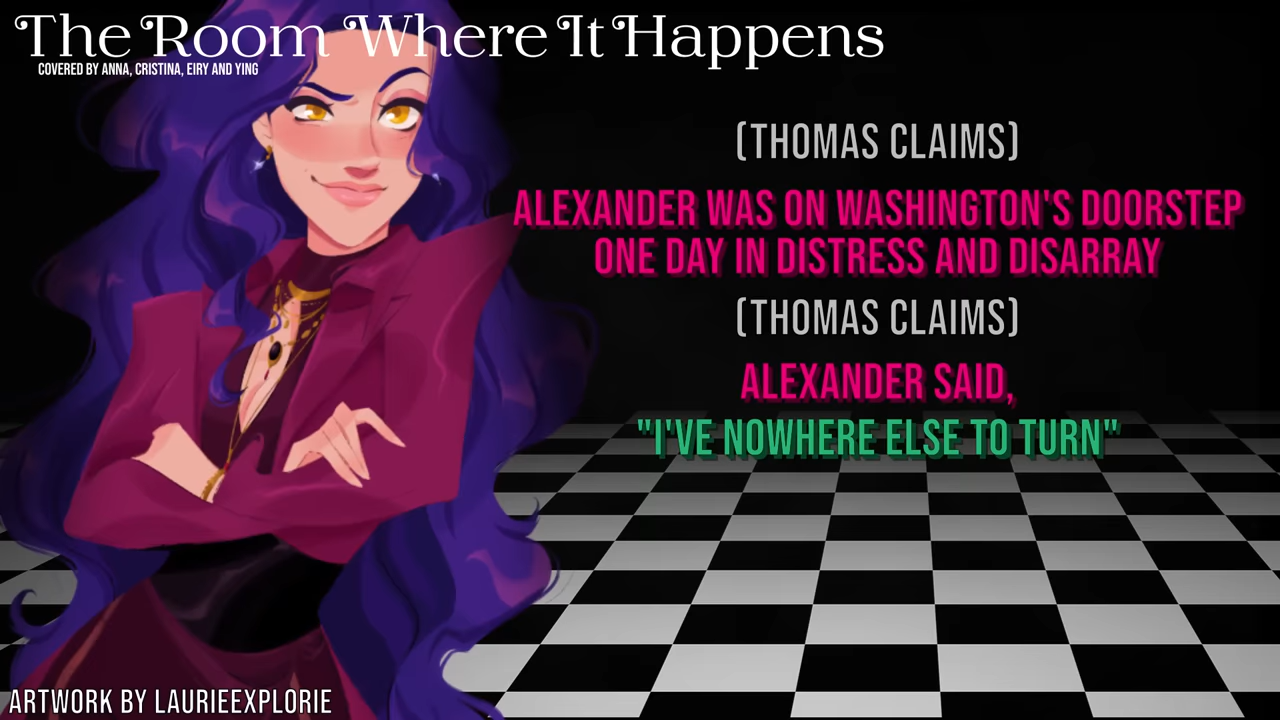 The Room Where It Happens
COVERED BY ANNA, CRISTINA, EIRY AND YING
(THOMAS CLAIMS)
ALEXANDER WAS ON WASHINGTON'S DOORSTEP
ONE DAY IN DISTRESS AND DISARRAY
(THOMAS CLAIMS)
ALEXANDER SAID,
"I'VE NOWHERE ELSE TO TURN"
ARTWORK BY LAURIEEXPLORIE